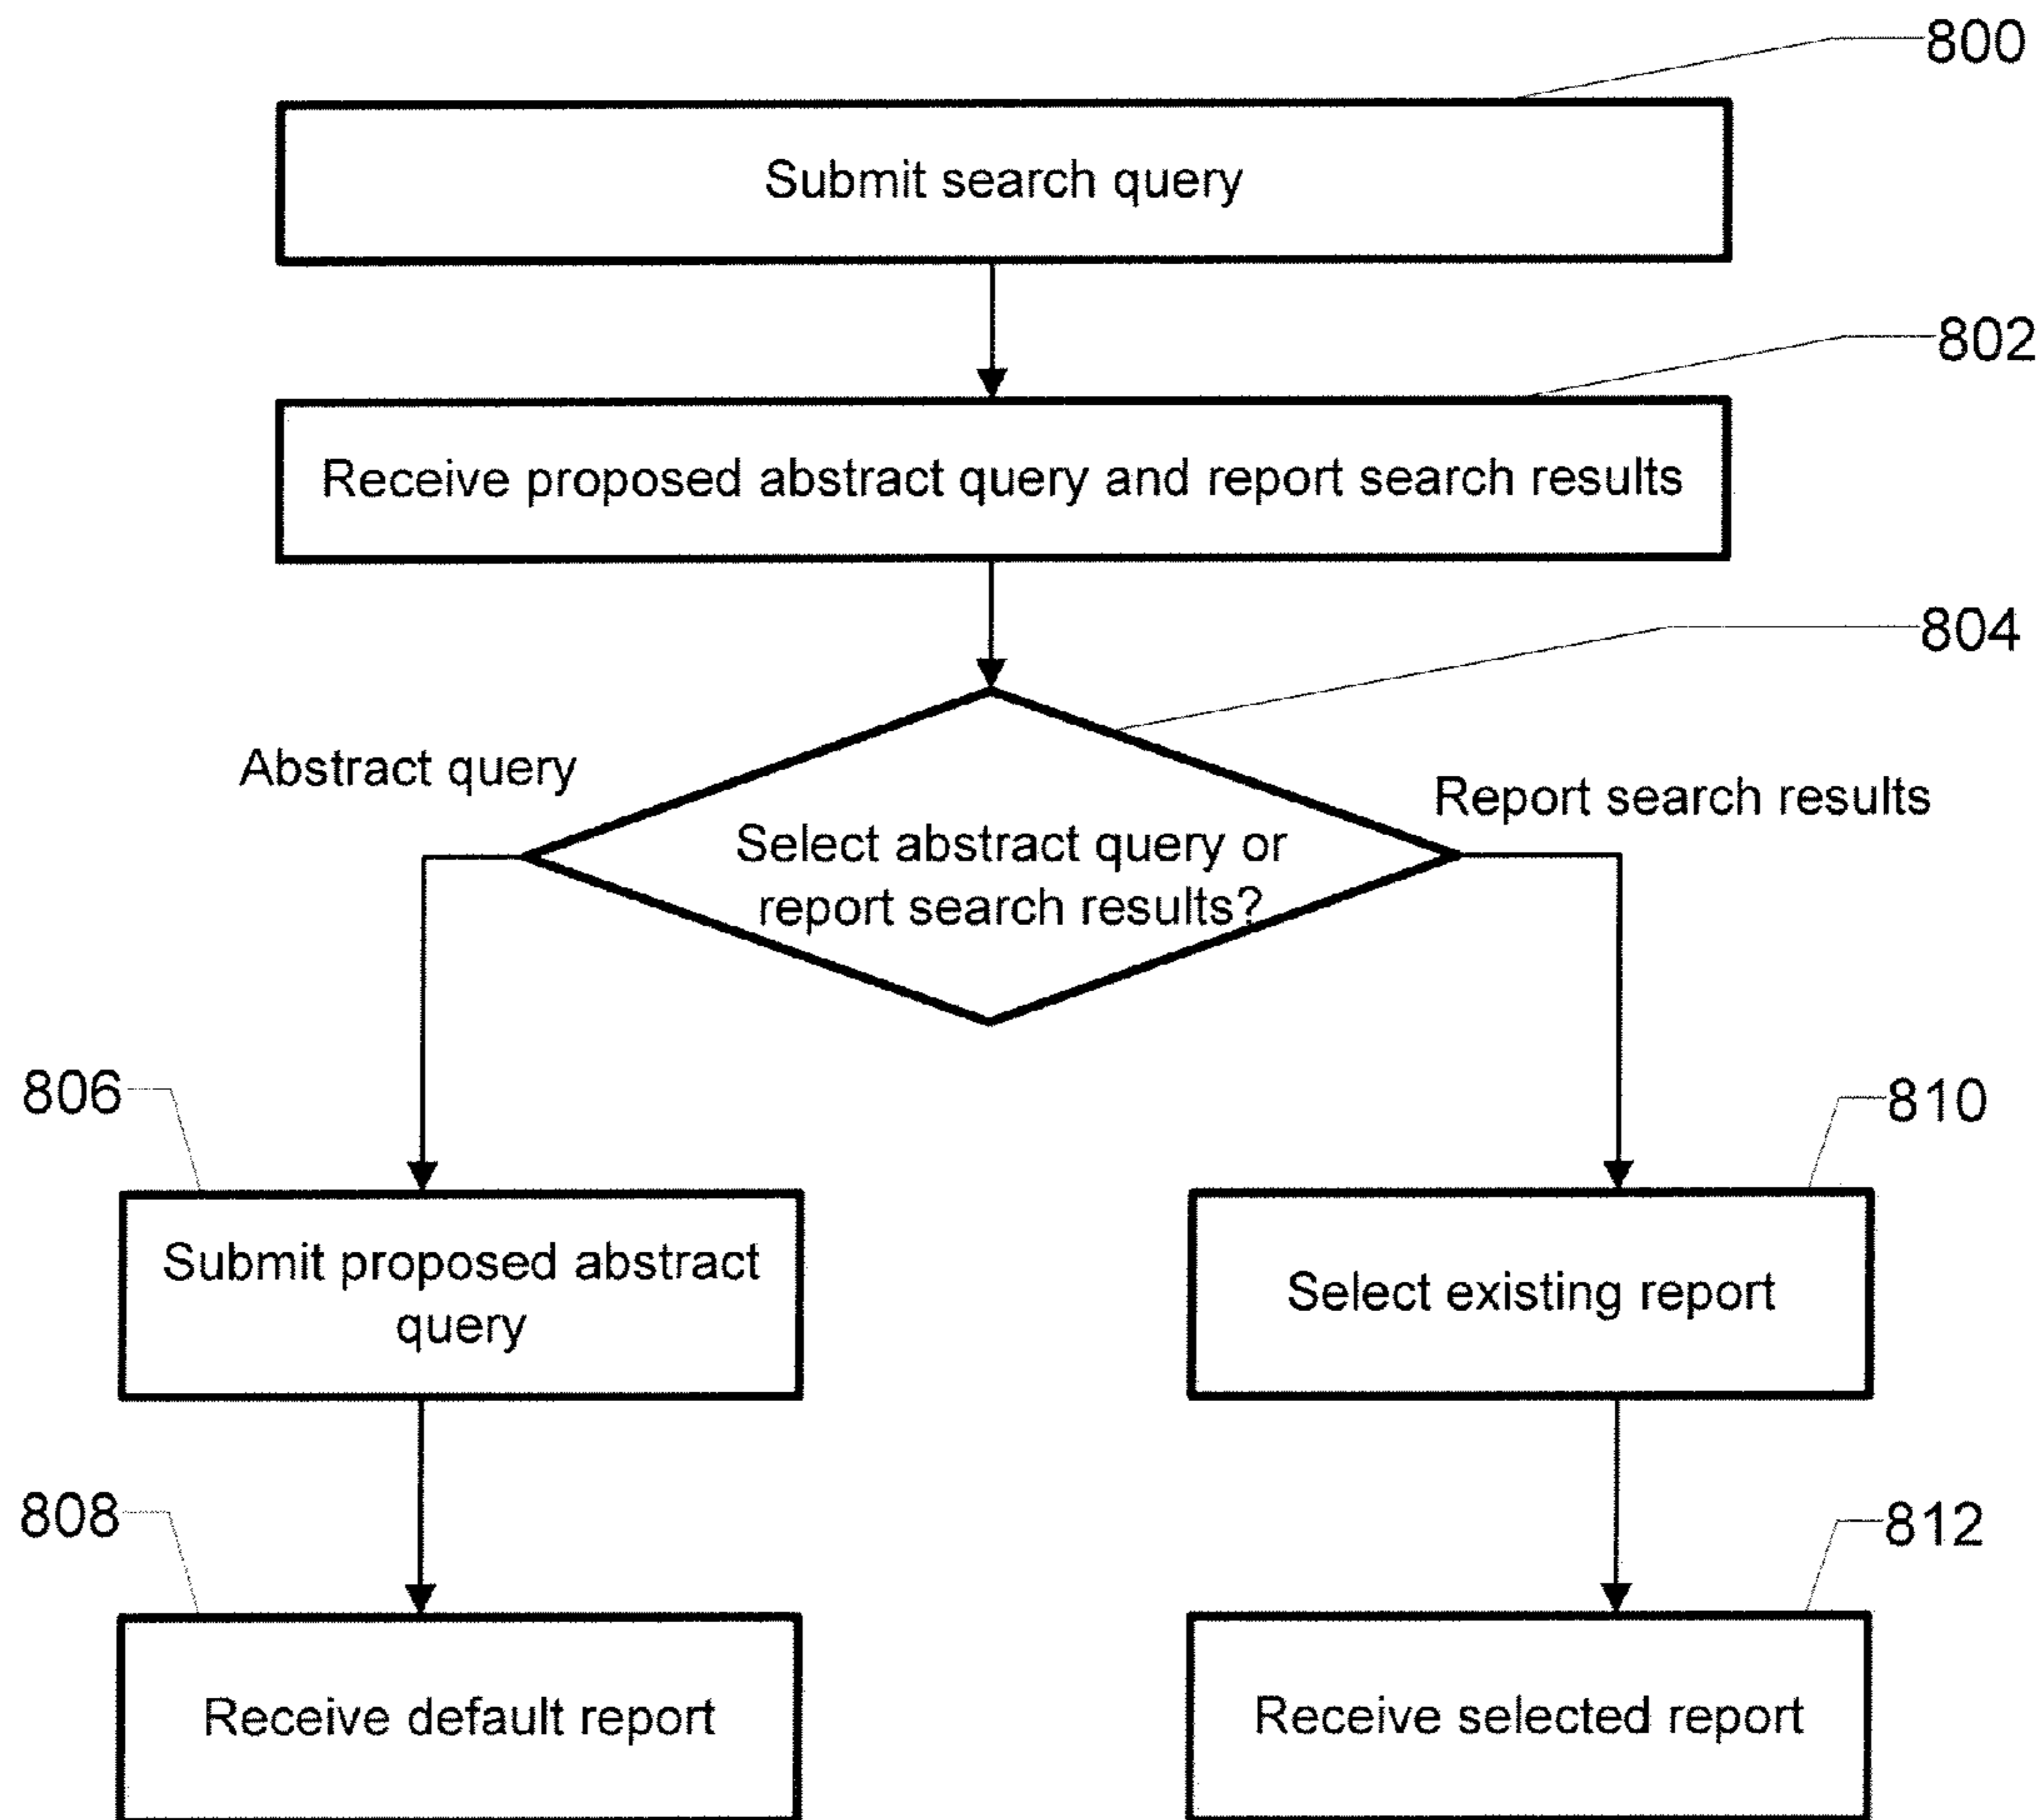 800
Submit search query
802
Receive proposed abstract query and report search results
804
Abstract query
Report search results
Select abstract query or
report search results?
806
810
Submit proposed abstract
query
Select existing report
808
812
Receive default report
Receive selected report